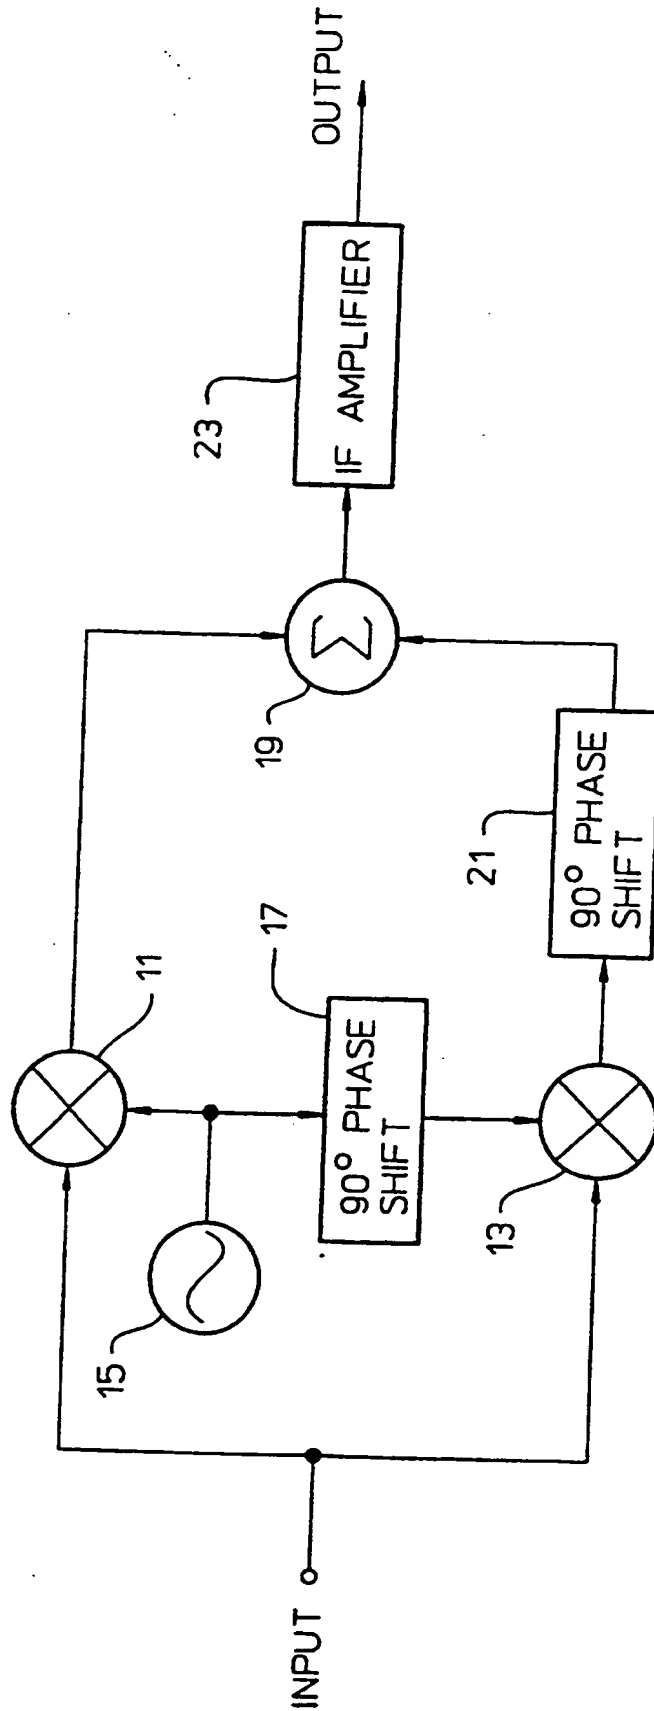 INPUT
15
11
17
90° PHASE
SHIFT
13
19
Σ
21
90° PHASE
SHIFT
23
IF AMPLIFIER
OUTPUT